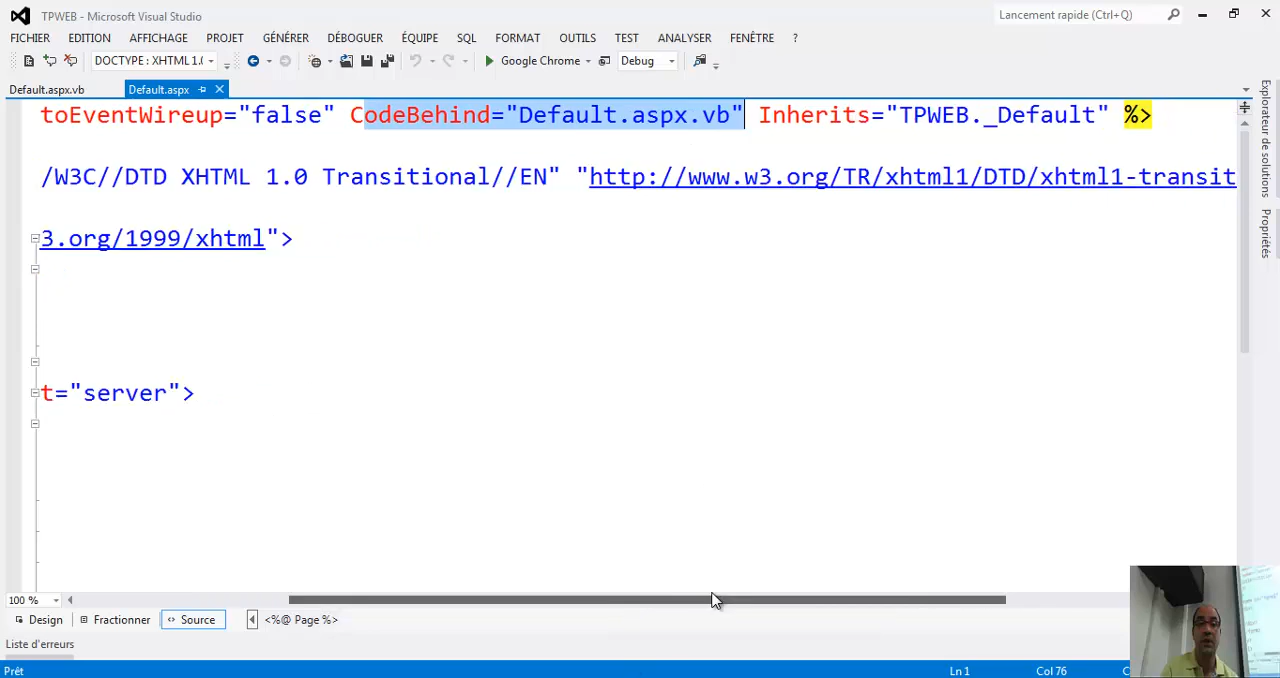 TPWEB - Microsoft Visual Studio
Lancement rapide (Ctrl+Q)
FICHIER EDITION AFFICHAGE PROJET GÉNÉRER DÉBOGUER ÉQUIPE SQL FORMAT OUTILS TEST ANALYSER FENÊTRE ?
DOCTYPE : XHTML 1.( Google Chrome Debug
Default.aspx.vb Default.aspx
toEventWireup="false" CodeBehind="Default.aspx.vb" Inherits="TPWEB._Default" %>
/W3C//DTD XHTML 1.0 Transitional//EN" "http://www.w3.org/TR/xhtml1/DTD/xhtml1-transit
3.org/1999/xhtml">
t="server">
Explorateur de solutions
Propriétés
100 %
Design Fractionner Source <%@ Page %>
Liste d'erreurs
Prêt Ln 1 Col 76 C